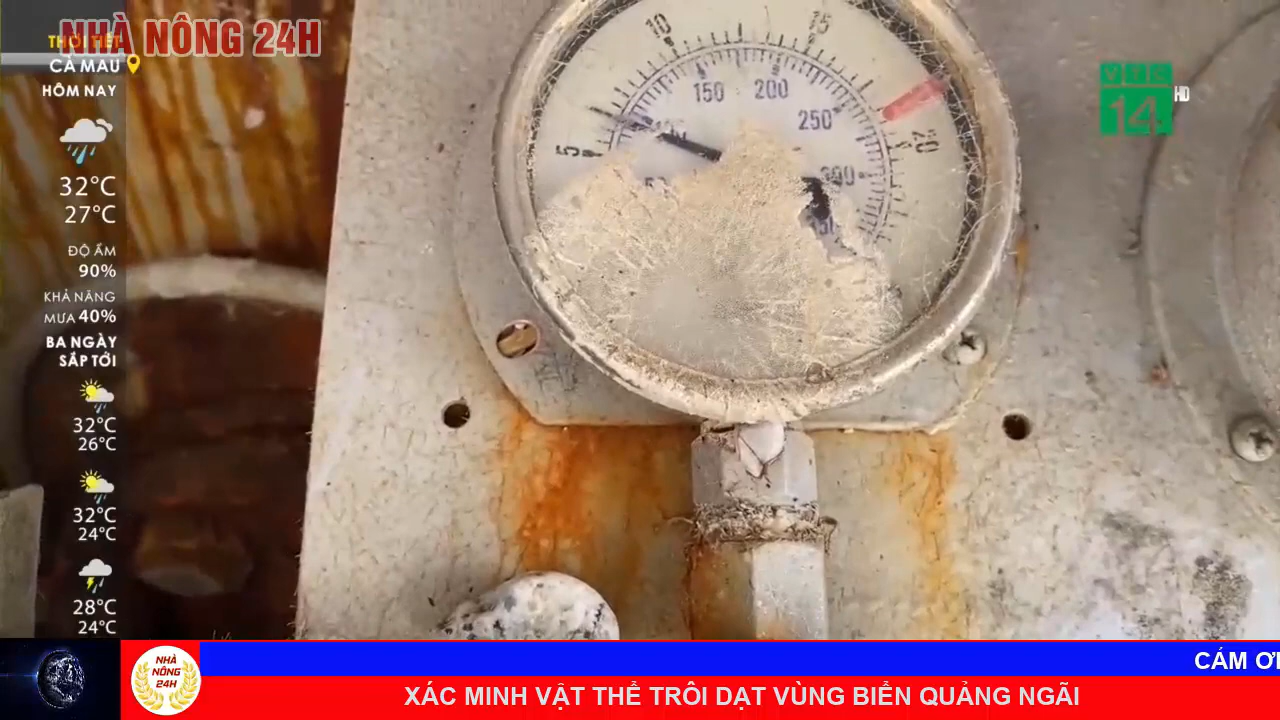 NHÀ NÔNG 24H
THỜI TIẾT
CÀ MAU
HÔM NAY
32°C
27°C
ĐỘ ẨM
90%
KHẢ NĂNG
MƯA 40%
BA NGÀY
SẮP TỚI
32°C
26°C
32°C
24°C
28°C
24°C
VTC
14
HD
10
15
5
20
150
200
250
300
NHÀ
NÔNG
24H
CÁM
XÁC MINH VẬT THỂ TRÔI DẠT VÙNG BIỂN QUẢNG NGÃI